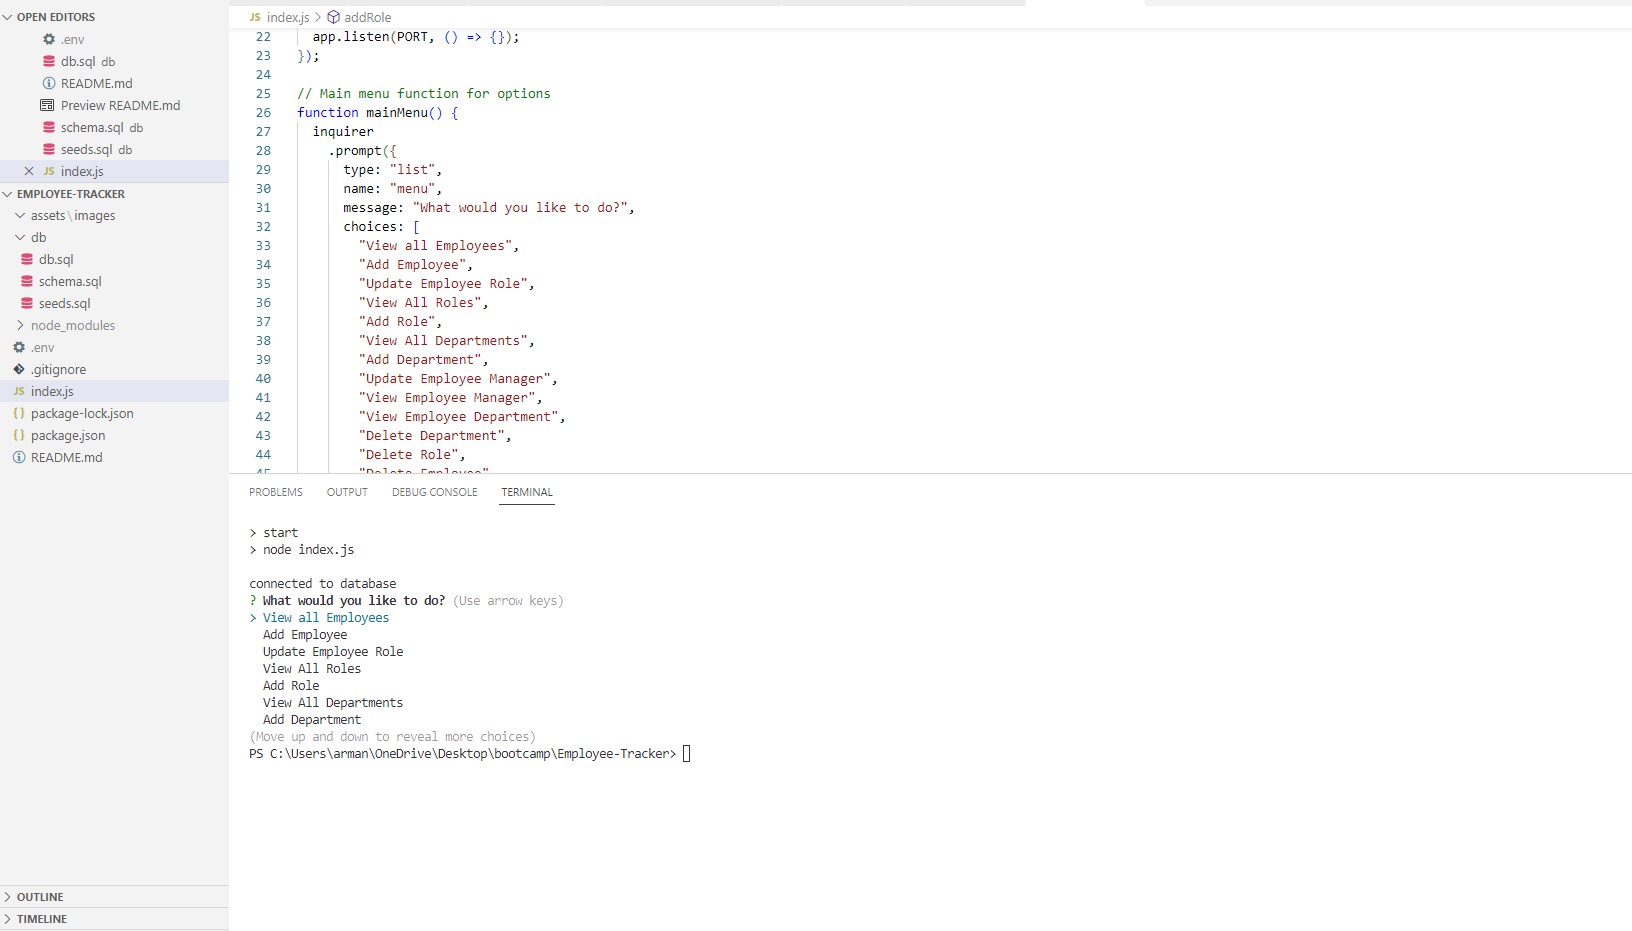 OPEN EDITORS
.env
db.sql db
README.md
Preview README.md
schema.sql db
seeds.sql db
JS index.js
EMPLOYEE-TRACKER
assets\images
db
db.sql
schema.sql
seeds.sql
node_modules
.env
.gitignore
JS index.js
{} package-lock.json
{} package.json
README.md
OUTLINE
TIMELINE
JS index.js > addRole
22 app.listen(PORT, () => {});
23 });
24
25 // Main menu function for options
26 function mainMenu() {
27 inquirer
28 .prompt({
29 type: "list",
30 name: "menu",
31 message: "What would you like to do?",
32 choices: [
33 "View all Employees",
34 "Add Employee",
35 "Update Employee Role",
36 "View All Roles",
37 "Add Role",
38 "View All Departments",
39 "Add Department",
40 "Update Employee Manager",
41 "View Employee Manager",
42 "View Employee Department",
43 "Delete Department",
44 "Delete Role",
45 "Delete Employee"
PROBLEMS OUTPUT DEBUG CONSOLE TERMINAL
> start
> node index.js
connected to database
? What would you like to do? (Use arrow keys)
> View all Employees
Add Employee
Update Employee Role
View All Roles
Add Role
View All Departments
Add Department
(Move up and down to reveal more choices)
PS C:\Users\arman\OneDrive\Desktop\bootcamp\Employee-Tracker>